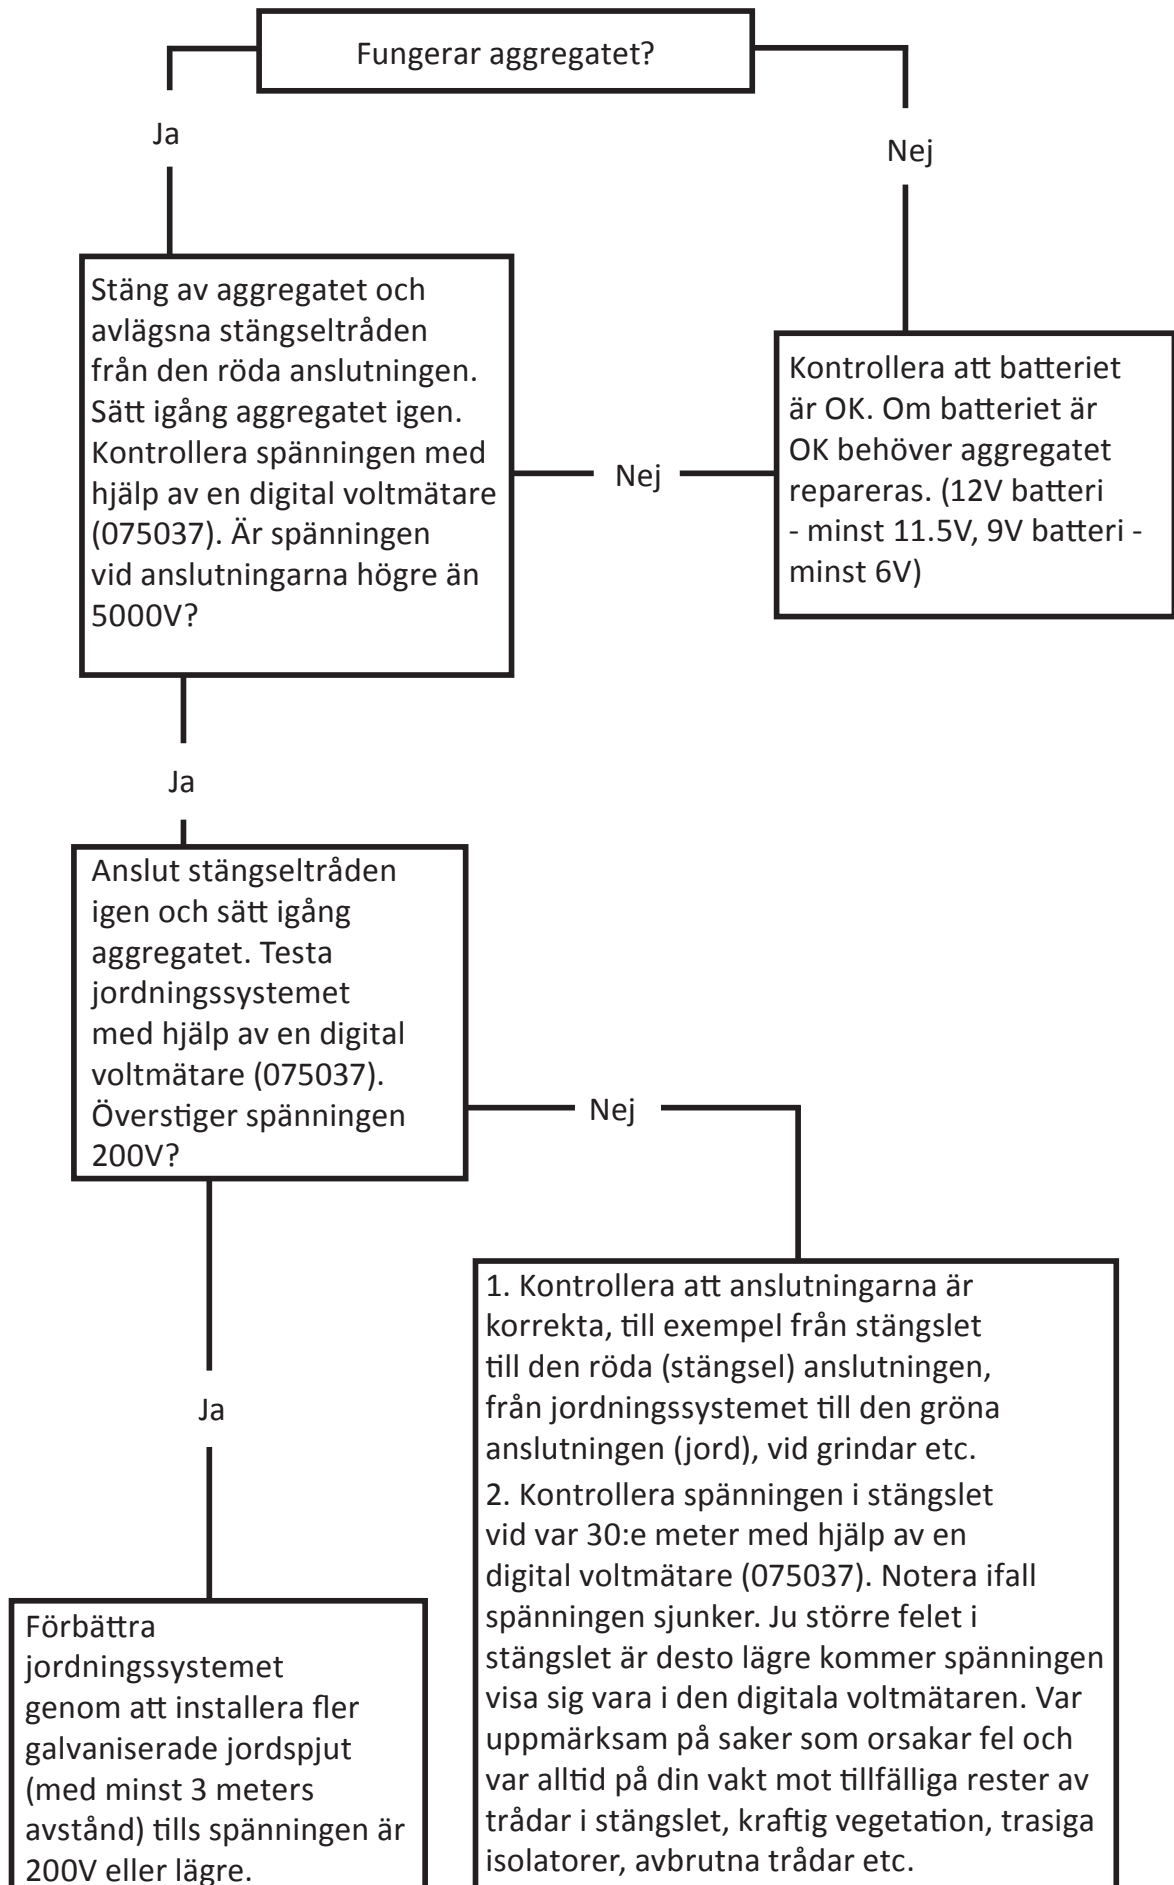 Fungerar aggregatet?
Ja
Nej
Stäng av aggregatet och
avlägsna stängseltråden
från den röda anslutningen.
Sätt igång aggregatet igen.
Kontrollera spänningen med
hjälp av en digital voltmätare
(075037). Är spänningen
vid anslutningarna högre än
5000V?
Nej
Kontrollera att batteriet
är OK. Om batteriet är
OK behöver aggregatet
repareras. (12V batteri
- minst 11.5V, 9V batteri -
minst 6V)
Ja
Anslut stängseltråden
igen och sätt igång
aggregatet. Testa
jordningssystemet
med hjälp av en digital
voltmätare (075037).
Överstiger spänningen
200V?
Nej
Ja
1. Kontrollera att anslutningarna är
korrekta, till exempel från stängslet
till den röda (stängsel) anslutningen,
från jordningssystemet till den gröna
anslutningen (jord), vid grindar etc.
2. Kontrollera spänningen i stängslet
vid var 30:e meter med hjälp av en
digital voltmätare (075037). Notera ifall
spänningen sjunker. Ju större felet i
stängslet är desto lägre kommer spänningen
visa sig vara i den digitala voltmätaren. Var
uppmärksam på saker som orsakar fel och
var alltid på din vakt mot tillfälliga rester av
trådar i stängslet, kraftig vegetation, trasiga
isolatorer, avbrutna trådar etc.
Förbättra
jordningssystemet
genom att installera fler
galvaniserade jordspjut
(med minst 3 meters
avstånd) tills spänningen är
200V eller lägre.